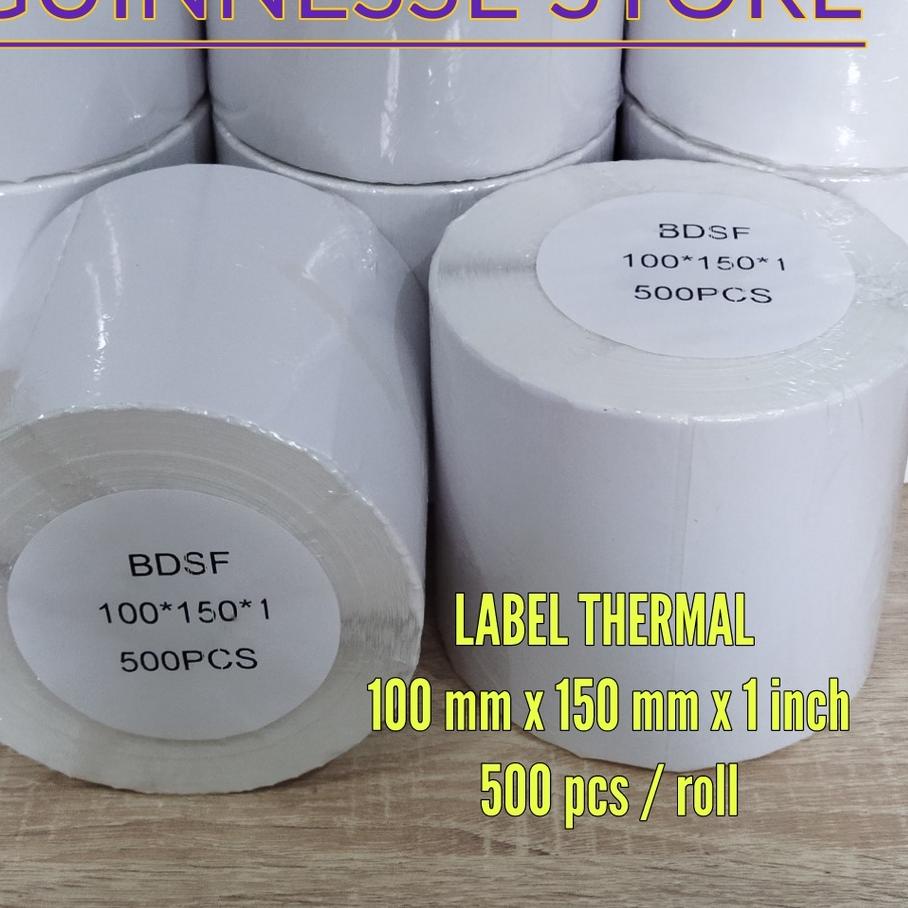 GUINNESSE STORE
BDSF
100*150*1
500PCS
BDSF
100*150*1
500PCS
LABEL THERMAL
100 mm x 150 mm x 1 inch
500 pcs / roll